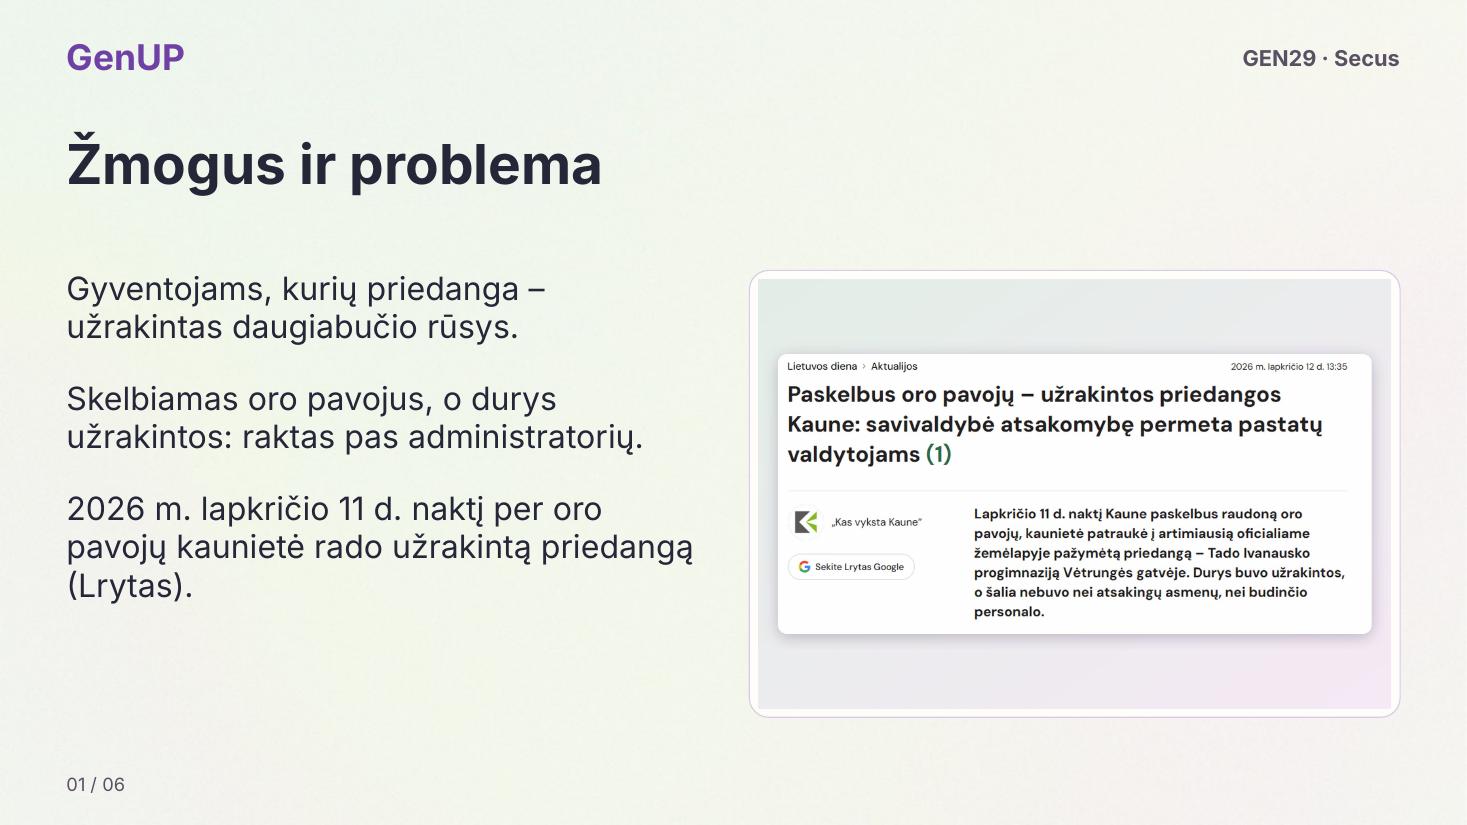 GenUP
GEN29 · Secus
Žmogus ir problema
Gyventojams, kurių priedanga –
užrakintas daugiabučio rūsys.
Skelbiamas oro pavojus, o durys
užrakintos: raktas pas administratorių.
2026 m. lapkričio 11 d. naktį per oro
pavojų kaunietė rado užrakintą priedangą
(Lrytas).
Lietuvos diena › Aktualijos
2026 m. lapkričio 12 d. 13:35
Paskelbus oro pavojų – užrakintos priedangos
Kaune: savivaldybė atsakomybę permeta pastatų
valdytojams (1)
„Kas vyksta Kaune“
Sekite Lrytas Google
Lapkričio 11 d. naktį Kaune paskelbus raudoną oro
pavojų, kaunietė patraukė į artimiausią oficialiame
žemėlapyje pažymėtą priedangą – Tado Ivanausko
progimnaziją Vėtrungės gatvėje. Durys buvo užrakintos,
o šalia nebuvo nei atsakingų asmenų, nei budinčio
personalo.
01 / 06